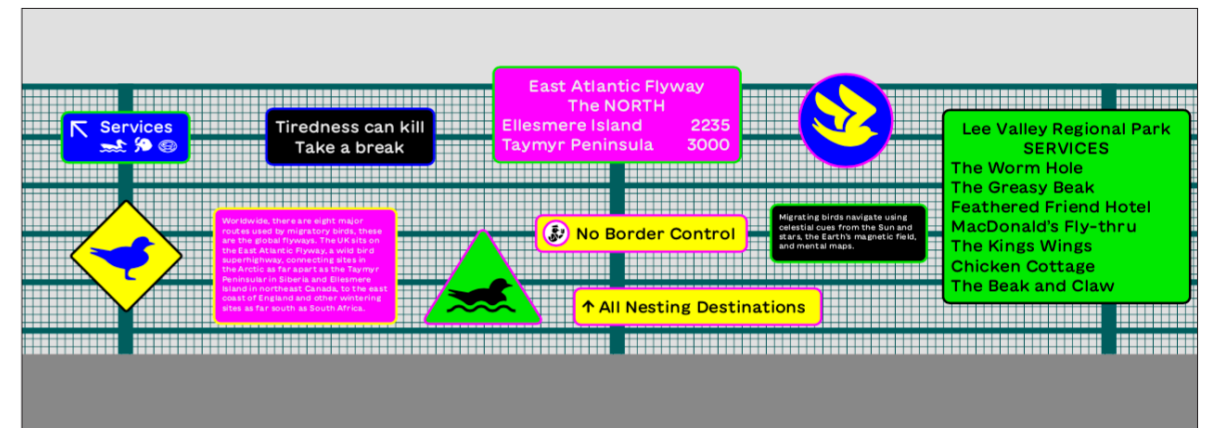 Services
Tiredness can kill
Take a break
East Atlantic Flyway
The NORTH
Ellesmere Island 2235
Taymyr Peninsula 3000
Lee Valley Regional Park
SERVICES
The Worm Hole
The Greasy Beak
Feathered Friend Hotel
MacDonald's Fly-thru
The Kings Wings
Chicken Cottage
The Beak and Claw
Worldwide, there are eight major
routes used by migratory birds, these
are the global flyways. The UK sits on
the East Atlantic Flyway, a wild bird
superhighway, connecting sites in
the Arctic as far apart as the Taymyr
Peninsular in Siberia and Ellesmere
Island in northeast Canada, to the east
coast of England and other wintering
sites as far south as South Africa.
No Border Control
Migrating birds navigate using
celestial cues from the Sun and
stars, the Earth's magnetic field,
and mental maps.
↑ All Nesting Destinations